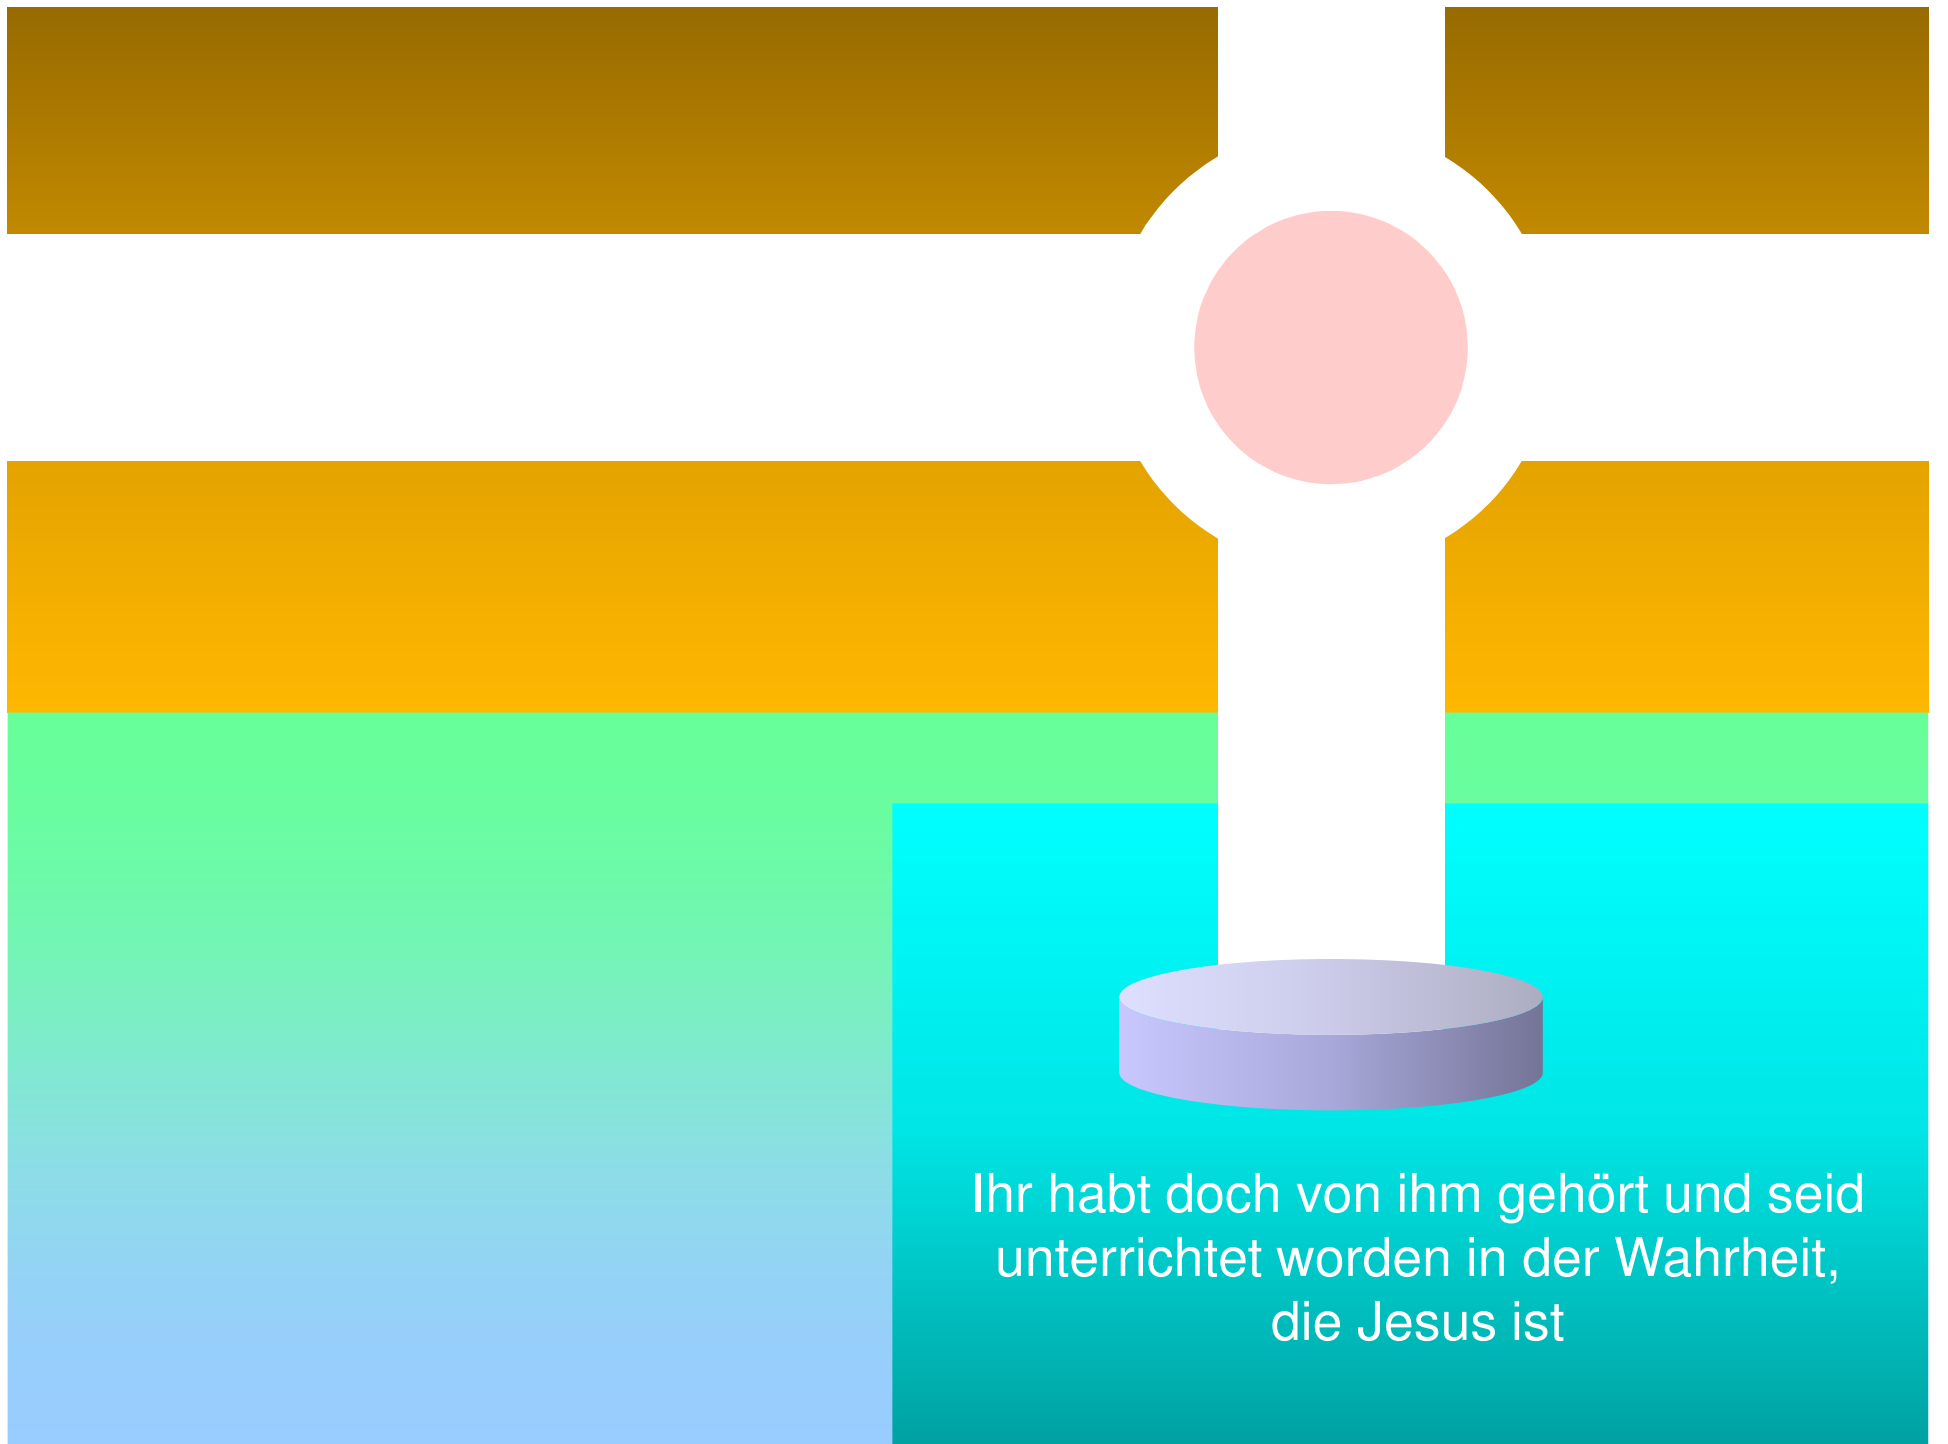 Ihr habt doch von ihm gehört und seid
unterrichtet worden in der Wahrheit,
die Jesus ist